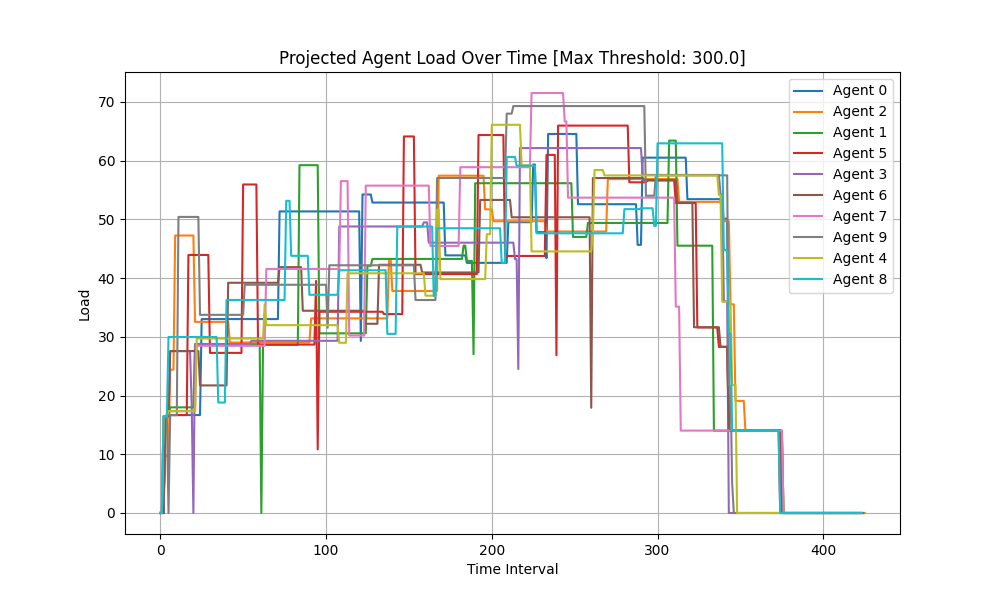 Projected Agent Load Over Time [Max Threshold: 300.0]
Load
70
60
50
40
30
20
10
0
0 100 200 300 400
Time Interval
Agent 0
Agent 2
Agent 1
Agent 5
Agent 3
Agent 6
Agent 7
Agent 9
Agent 4
Agent 8